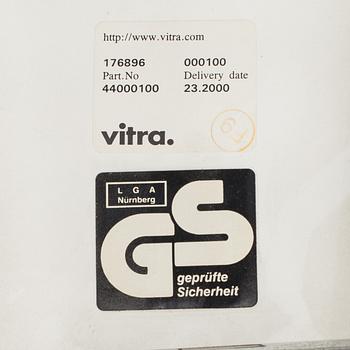 http://www.vitra.com
176896 000100
Part.No Delivery date
44000100 23.2000
vitra.
LGA
Nürnberg
GS
geprüfte
Sicherheit